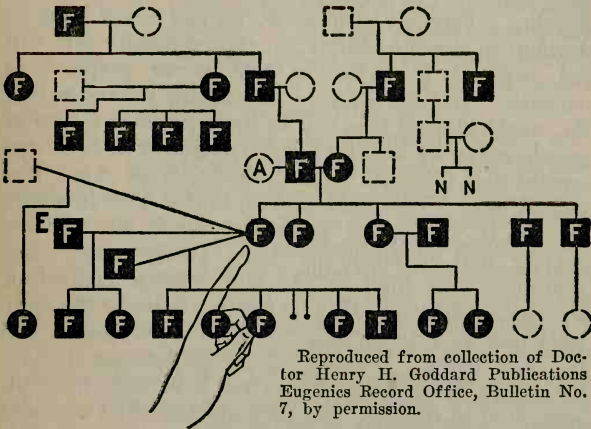 F
F F F F F
F F F F
A F F
N N
E F F F F F F F
F
F F F F F F F F F F
Reproduced from collection of Doc-
tor Henry H. Goddard Publications
Eugenics Record Office, Bulletin No.
7, by permission.